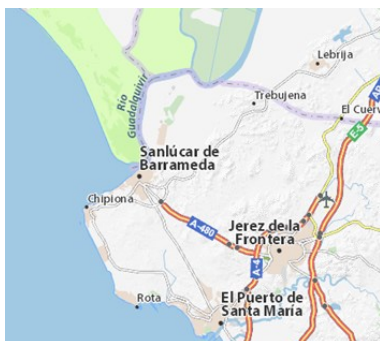 Lebrija
Río
Guadalquivir
Trebujena
El Cuerv
E-5
Sanlúcar de
Barrameda
Chipiona
A-480
Jerez de la
Frontera
A-4
Rota
El Puerto de
Santa María